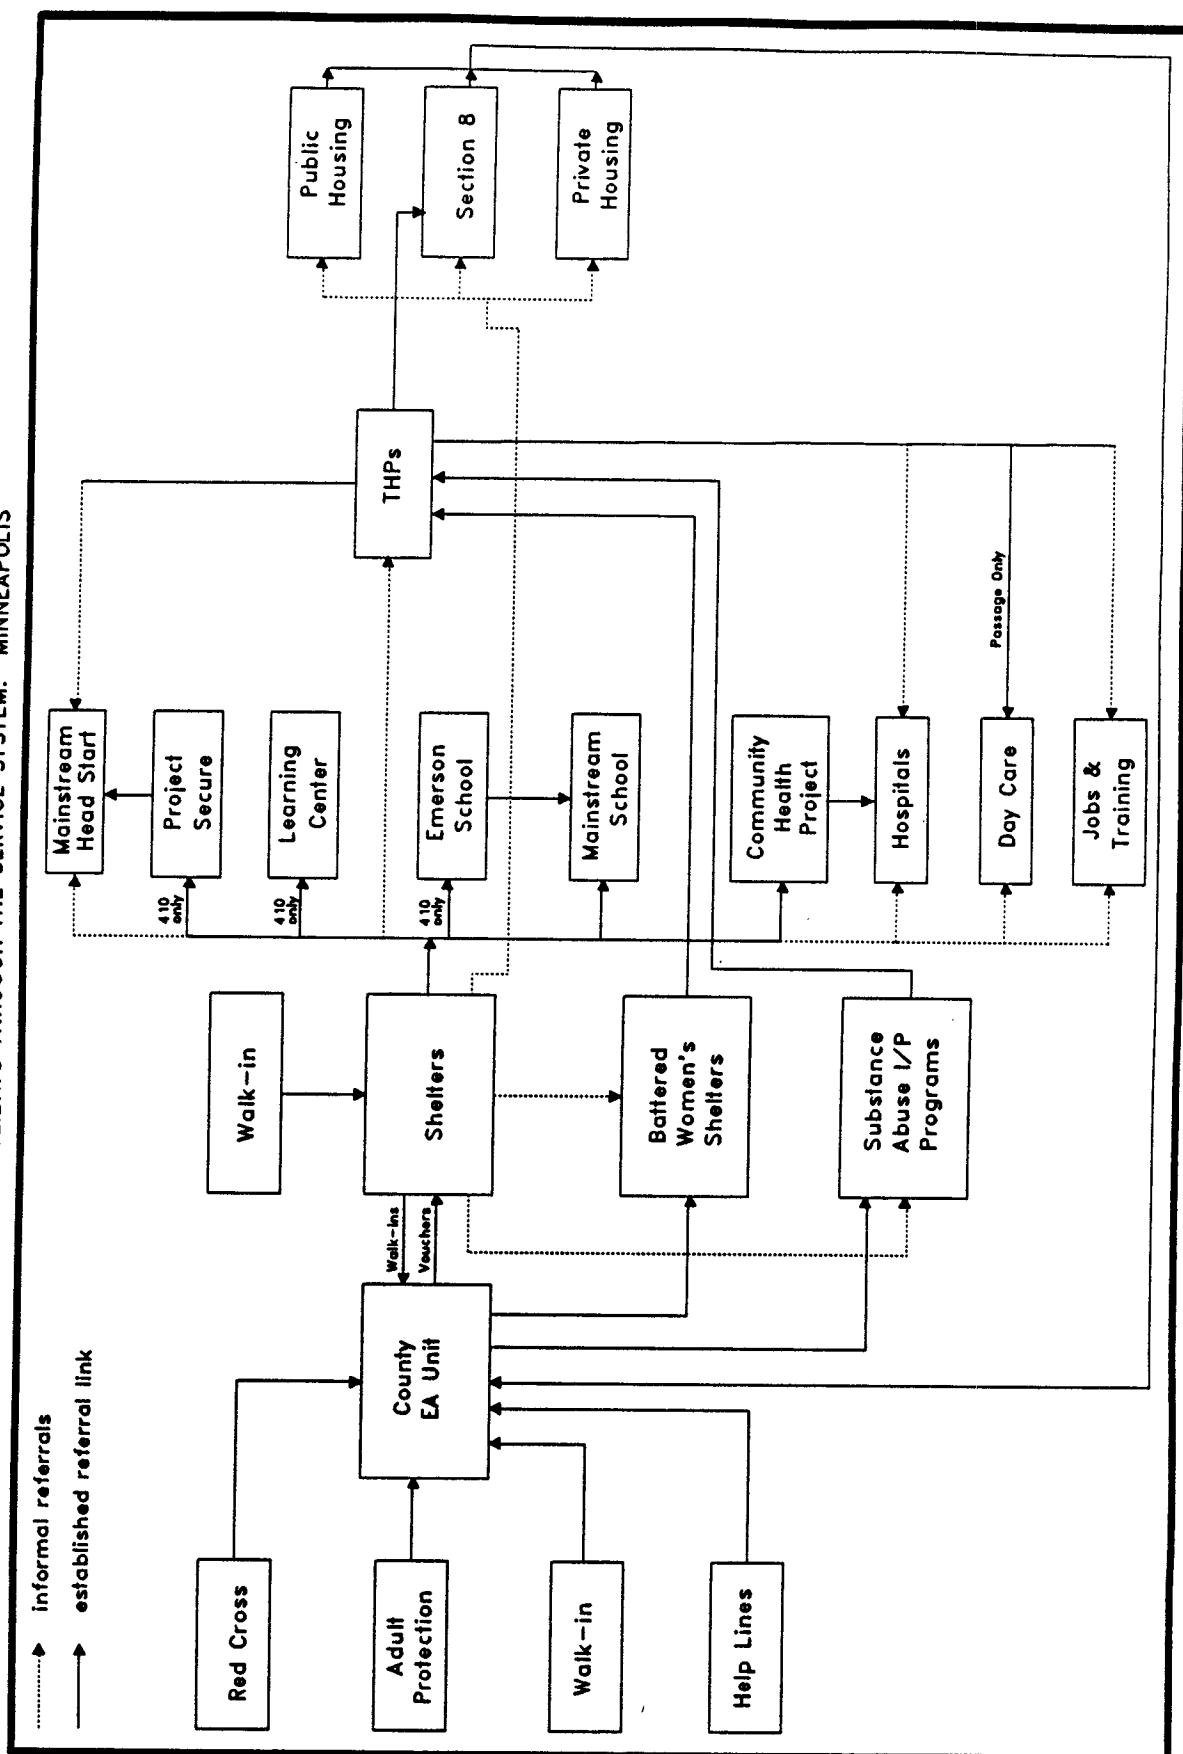 THE SERVICE SYSTEM: MINNEAPOLIS
informal referrals
established referral link
Red Cross
Adult
Protection
Walk-in
Help Lines
County
EA Unit
Walk-ins
Vouchers
Walk-in
Shelters
Battered
Women's
Shelters
Substance
Abuse I/P
Programs
410
only
410
only
410
only
Mainstream
Head Start
Project
Secure
Learning
Center
Emerson
School
Mainstream
School
Community
Health
Project
Hospitals
Day Care
Jobs &
Training
Passage Only
THPs
Public
Housing
Section 8
Private
Housing